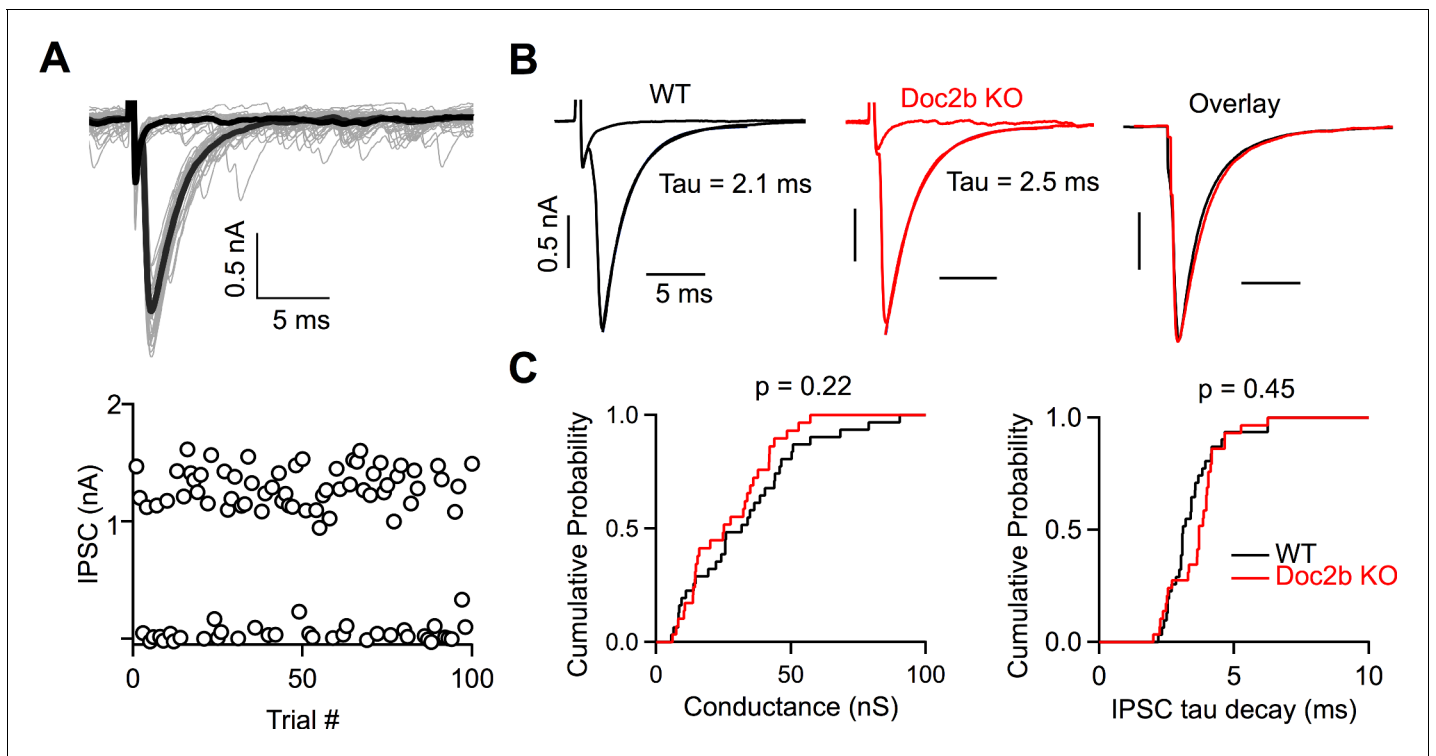 A
0.5 nA
5 ms
2
1
IPSC (nA)
0
50
100
Trial #
B
WT
Tau = 2.1 ms
0.5 nA
5 ms
Doc2b KO
Tau = 2.5 ms
Overlay
C
p = 0.22
1.0
0.5
0.0
Cumulative Probability
0
50
100
Conductance (nS)
p = 0.45
1.0
0.5
0.0
Cumulative Probability
WT
Doc2b KO
0
5
10
IPSC tau decay (ms)